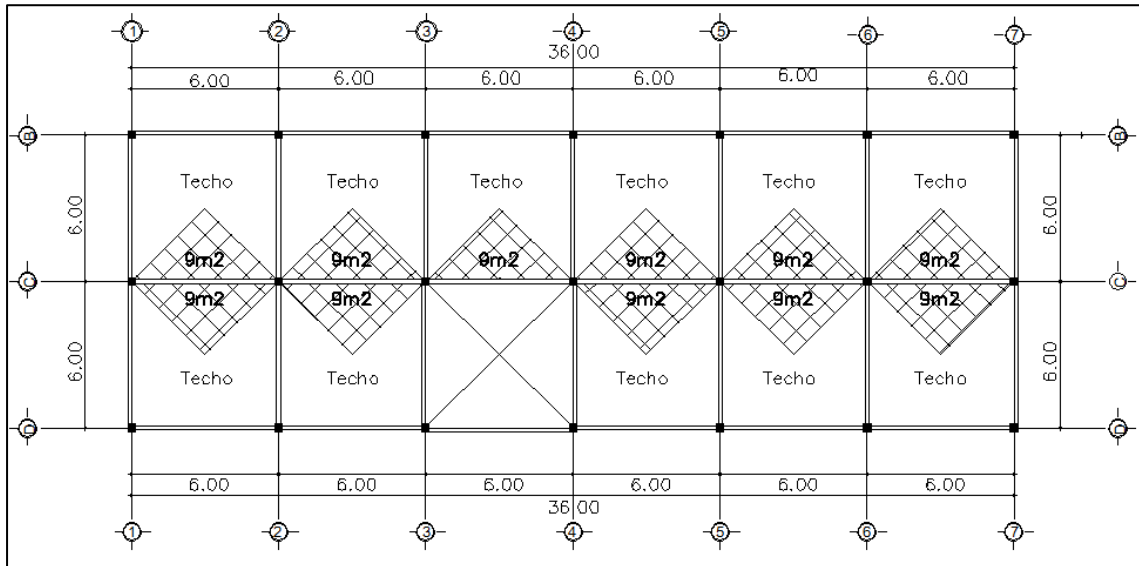 1 2 3 4 5 6 7
36.00
6.00 6.00 6.00 6.00 6.00 6.00
B B
Techo Techo Techo Techo Techo Techo
6.00 6.00
9m2 9m2 9m2 9m2 9m2 9m2
C C
9m2 9m2 9m2 9m2 9m2
6.00 6.00
Techo Techo Techo Techo Techo
D D
6.00 6.00 6.00 6.00 6.00 6.00
36.00
1 2 3 4 5 6 7